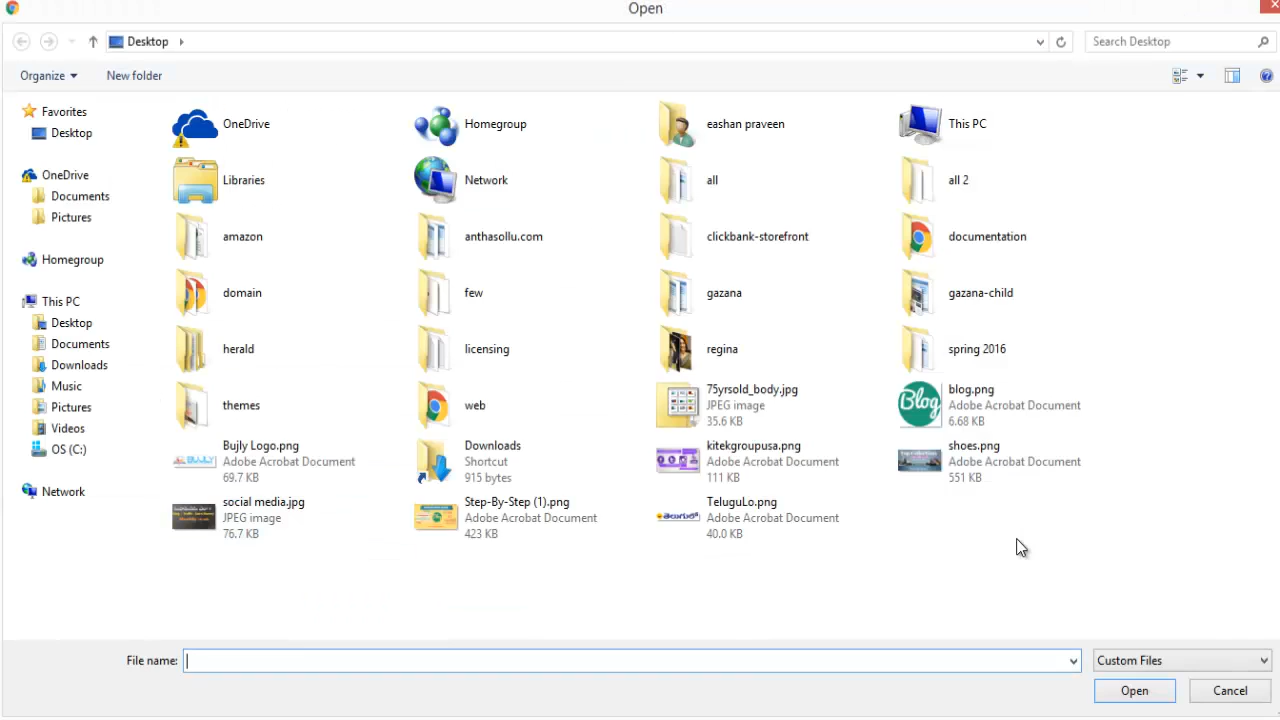 Open
Desktop
Search Desktop
Organize
New folder
Favorites
Desktop
OneDrive
Documents
Pictures
Homegroup
This PC
Desktop
Documents
Downloads
Music
Pictures
Videos
OS (C:)
Network
OneDrive
Homegroup
eashan praveen
This PC
Libraries
Network
all
all 2
amazon
anthasollu.com
clickbank-storefront
documentation
domain
few
gazana
gazana-child
herald
licensing
regina
spring 2016
themes
web
75yrsold_body.jpg
JPEG image
35.6 KB
Blog
blog.png
Adobe Acrobat Document
6.68 KB
BUJLY
Bujly Logo.png
Adobe Acrobat Document
69.7 KB
Downloads
Shortcut
915 bytes
kitekgroupusa.png
Adobe Acrobat Document
111 KB
shoes.png
Adobe Acrobat Document
551 KB
social media.jpg
JPEG image
76.7 KB
Step-By-Step (1).png
Adobe Acrobat Document
423 KB
తెలుగులో
TeluguLo.png
Adobe Acrobat Document
40.0 KB
File name:
Custom Files
Open
Cancel